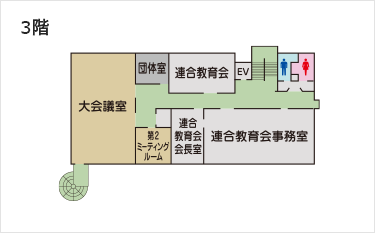 3階
団体室
連合教育会
EV
大会議室
第2
ミーティング
ルーム
連合
教育会
会長室
連合教育会事務室